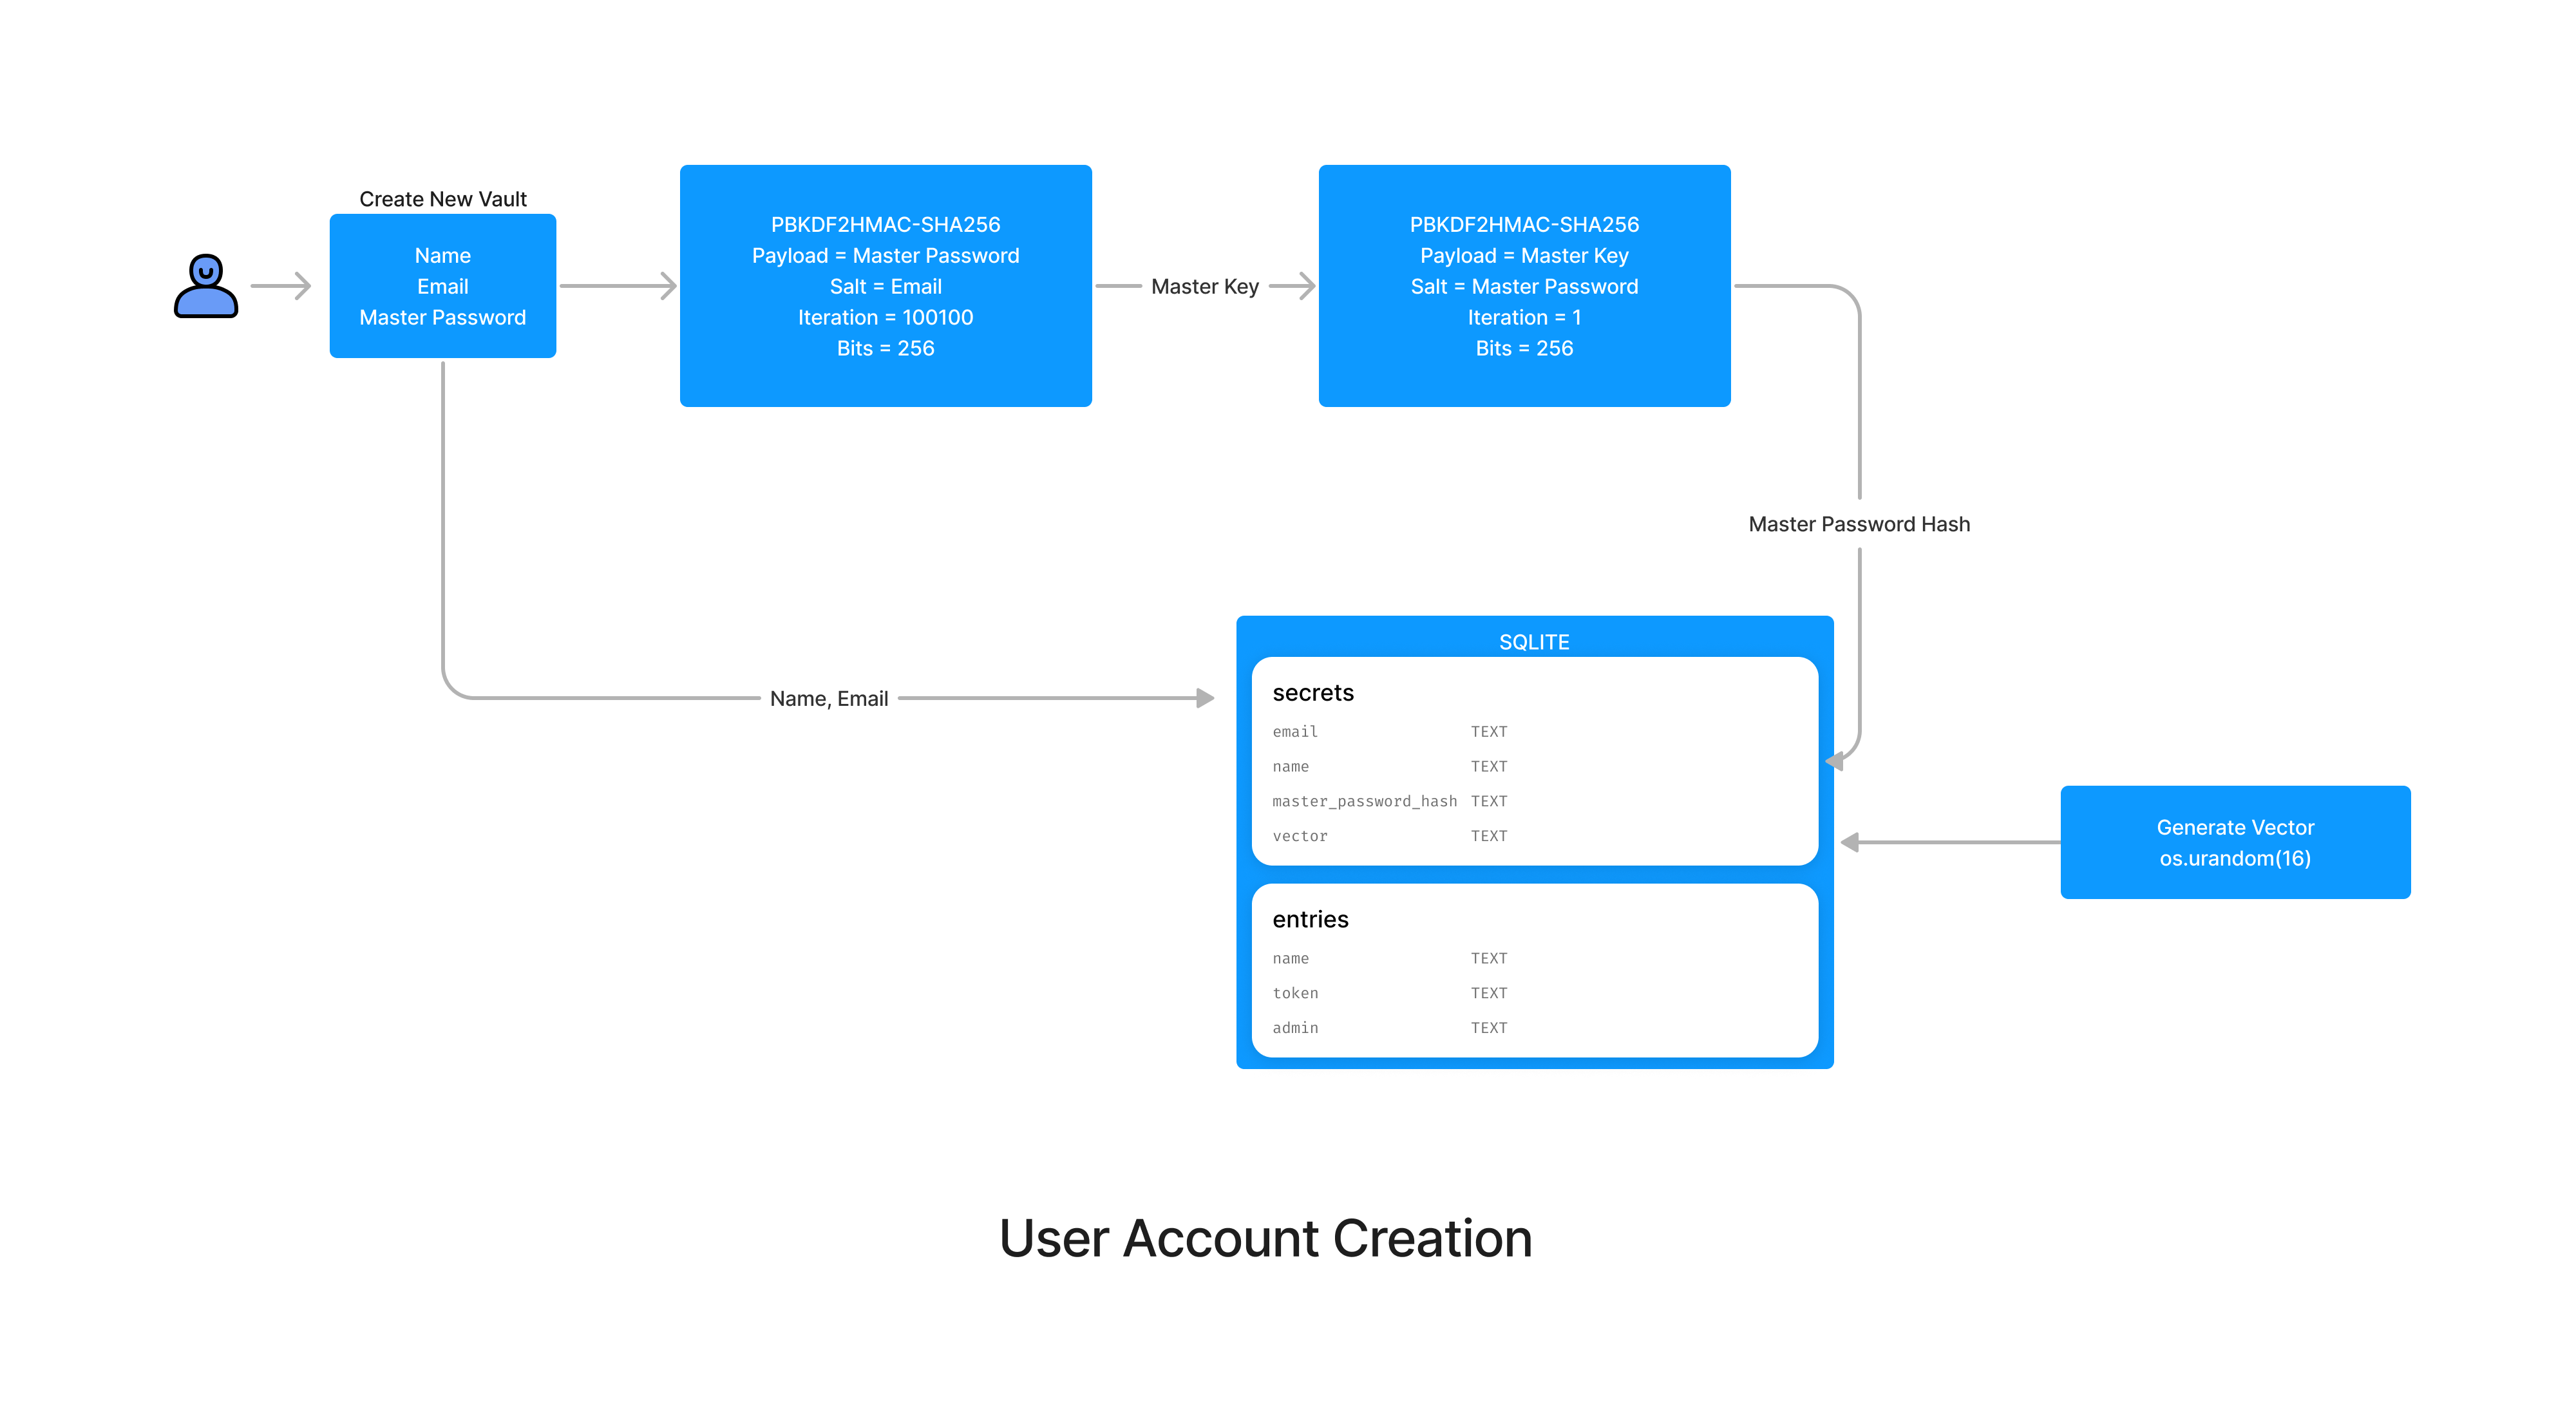 Create New Vault
Name
Email
Master Password
PBKDF2HMAC-SHA256
Payload = Master Password
Salt = Email
Iteration = 100100
Bits = 256
Master Key
PBKDF2HMAC-SHA256
Payload = Master Key
Salt = Master Password
Iteration = 1
Bits = 256
Master Password Hash
Name, Email
SQLITE
secrets
email TEXT
name TEXT
master_password_hash TEXT
vector TEXT
entries
name TEXT
token TEXT
admin TEXT
Generate Vector
os.urandom(16)
User Account Creation